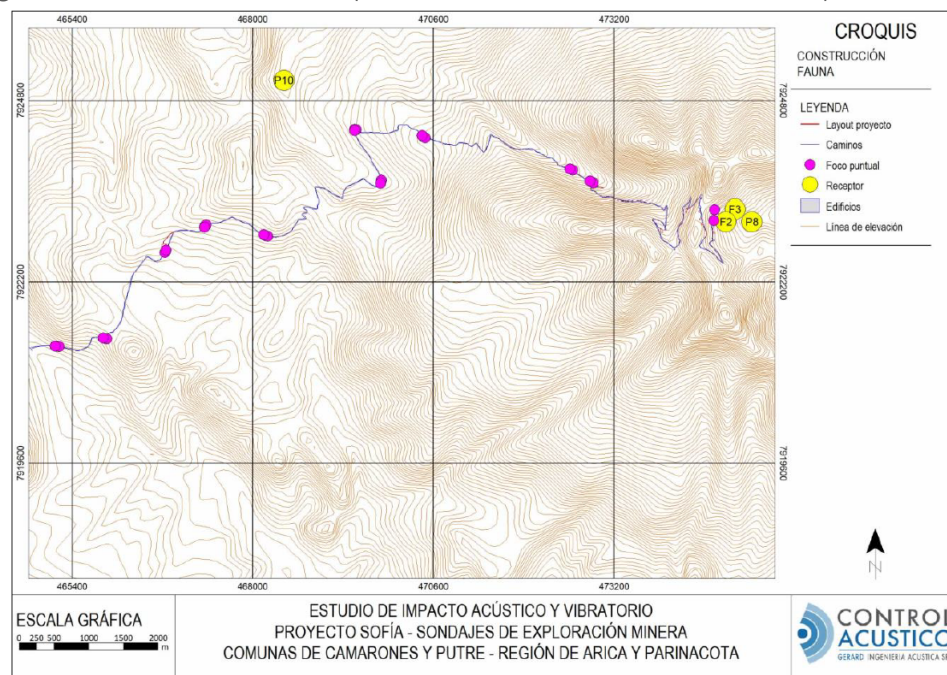 465400 468000 470600 473200
CROQUIS
CONSTRUCCIÓN
FAUNA
P10
7924800 7924800
LEYENDA
Layout proyecto
Caminos
Foco puntual
Receptor
Edificios
Línea de elevación
F3
F2 P8
7922200 7922200
7919600 7919600
465400 468000 470600 473200
N
ESCALA GRÁFICA
0 250 500 1000 1500 2000
m
ESTUDIO DE IMPACTO ACÚSTICO Y VIBRATORIO
PROYECTO SOFÍA - SONDAJES DE EXPLORACIÓN MINERA
COMUNAS DE CAMARONES Y PUTRE - REGIÓN DE ARICA Y PARINACOTA
CONTROL
ACUSTICO
GERARD INGENIERIA ACUSTICA